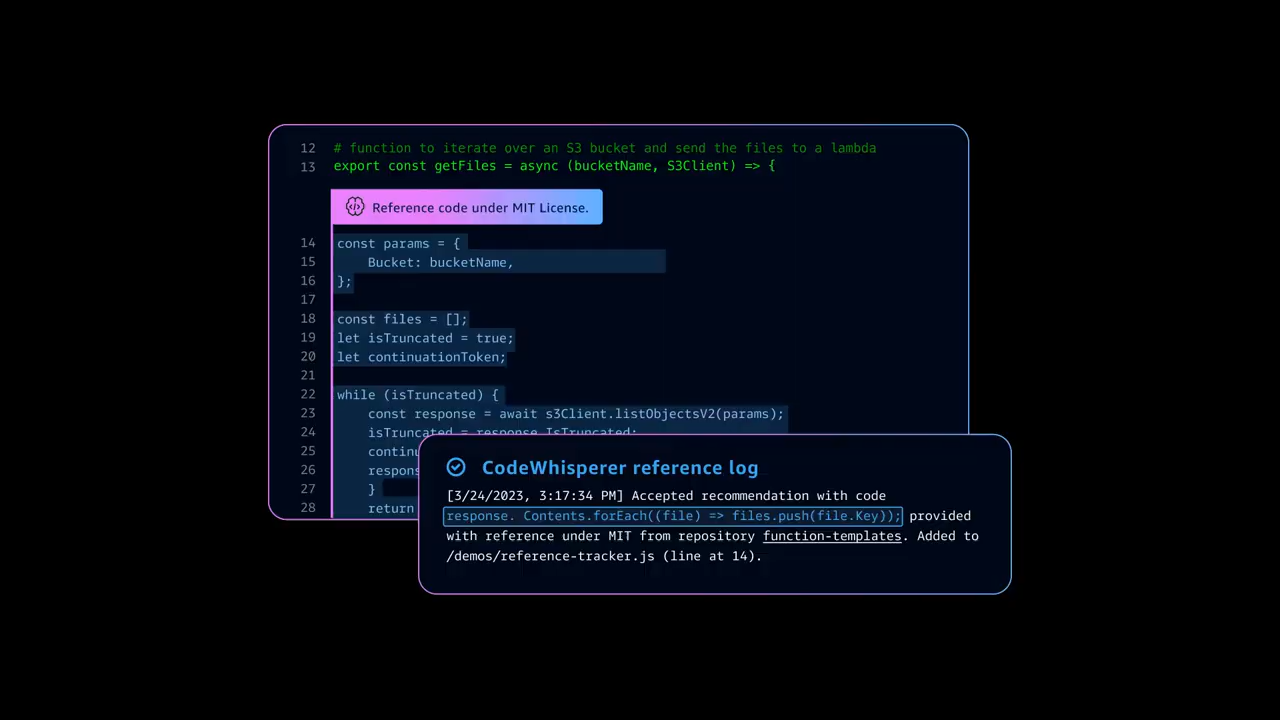 12 # function to iterate over an S3 bucket and send the files to a lambda
13 export const getFiles = async (bucketName, S3Client) => {
Reference code under MIT License.
14 const params = {
15 Bucket: bucketName,
16 };
17
18 const files = [];
19 let isTruncated = true;
20 let continuationToken;
21
22 while (isTruncated) {
23 const response = await s3Client.listObjectsV2(params);
24 isTruncated = response.IsTruncated;
25
26
27 }
28 return
CodeWhisperer reference log
[3/24/2023, 3:17:34 PM] Accepted recommendation with code
response. Contents.forEach((file) => files.push(file.Key)); provided
with reference under MIT from repository function-templates. Added to
/demos/reference-tracker.js (line at 14).